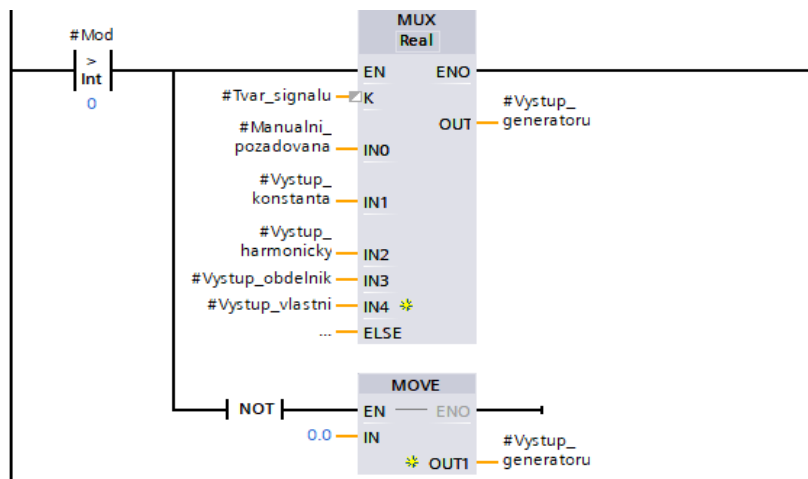 #Mod
>
Int
0
MUX
Real
EN
ENO
#Tvar_signalu
K
#Vystup_
generatoru
OUT
#Manualni_
pozadovana
IN0
#Vystup_
konstanta
IN1
#Vystup_
harmonicky
IN2
#Vystup_obdelnik
IN3
#Vystup_vlastni
IN4
...
ELSE
NOT
MOVE
EN
ENO
0.0
IN
#Vystup_
generatoru
OUT1